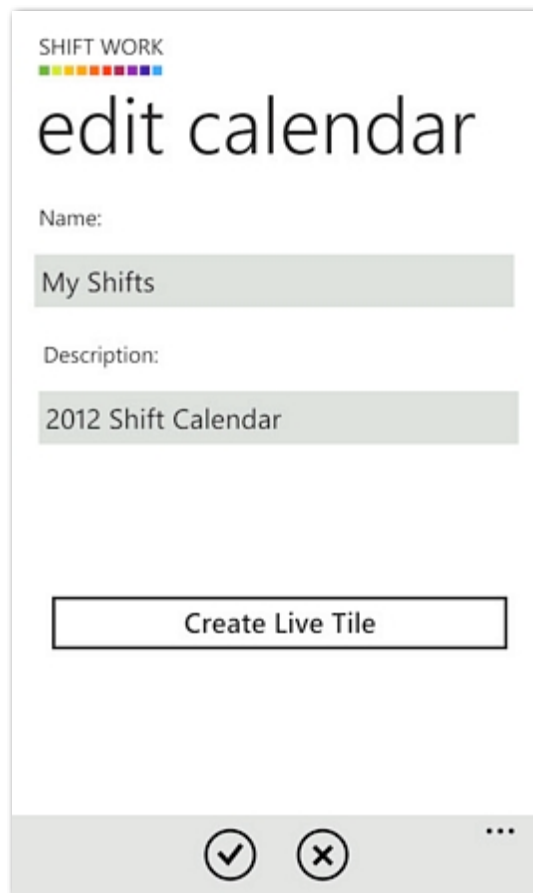 SHIFT WORK
edit calendar
Name:
My Shifts
Description:
2012 Shift Calendar
Create Live Tile